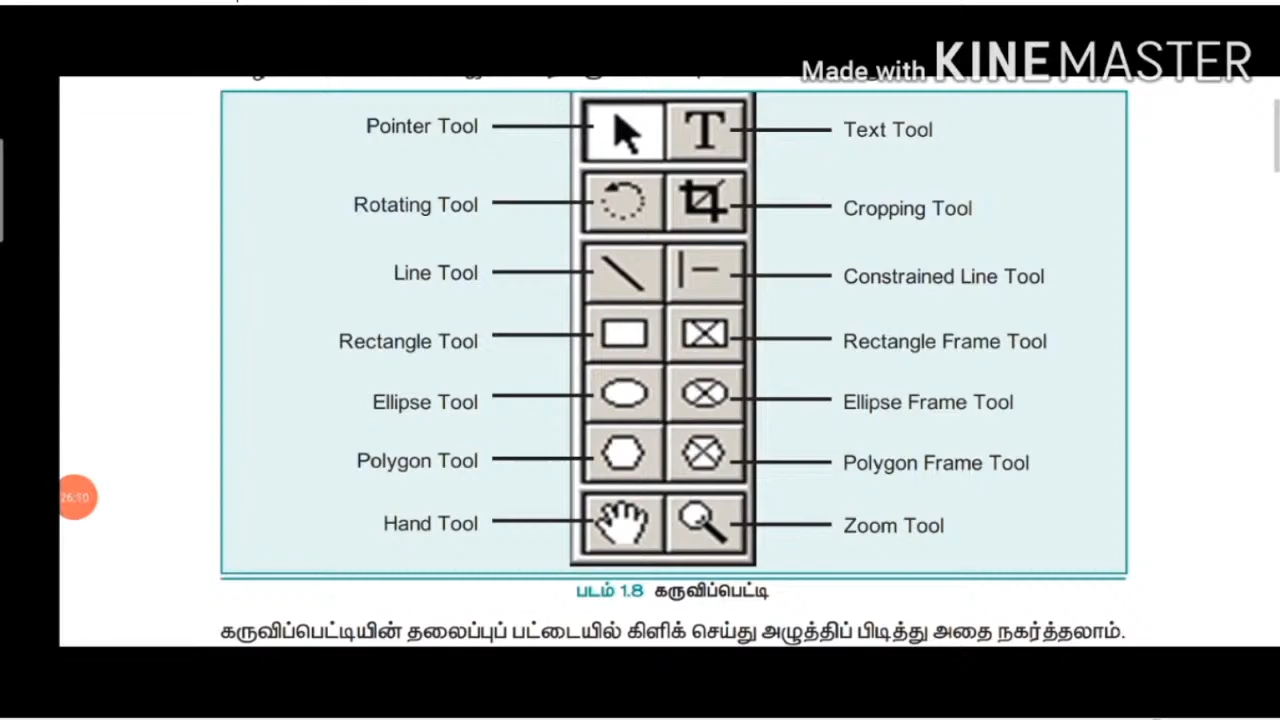 Made with KINEMASTER
Pointer Tool
Text Tool
Rotating Tool
Cropping Tool
Line Tool
Constrained Line Tool
Rectangle Tool
Rectangle Frame Tool
Ellipse Tool
Ellipse Frame Tool
Polygon Tool
Polygon Frame Tool
Hand Tool
Zoom Tool
T
26:10
படம் 1.8 கருவிப்பெட்டி
கருவிப்பெட்டியின் தலைப்புப் பட்டையில் கிளிக் செய்து அழுத்திப் பிடித்து அதை நகர்த்தலாம்.